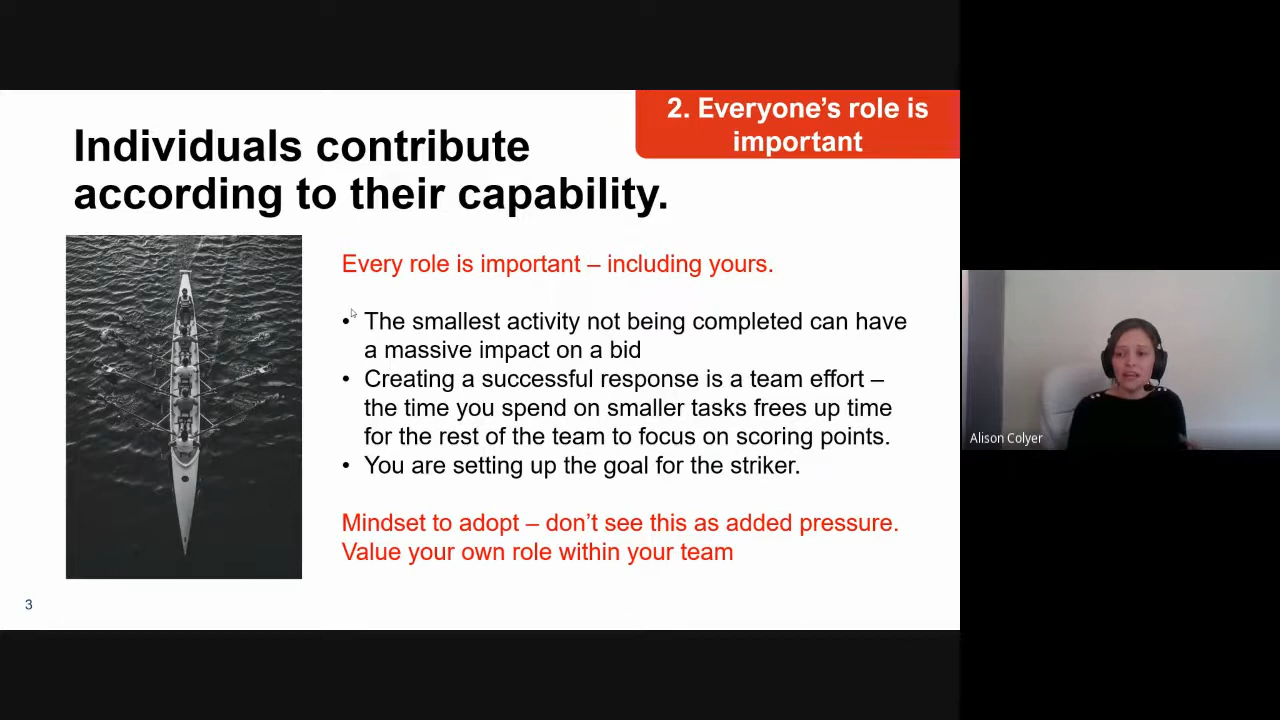 2. Everyone’s role is
important
Individuals contribute
according to their capability.
Every role is important – including yours.
• The smallest activity not being completed can have
a massive impact on a bid
• Creating a successful response is a team effort –
the time you spend on smaller tasks frees up time
for the rest of the team to focus on scoring points.
• You are setting up the goal for the striker.
Mindset to adopt – don’t see this as added pressure.
Value your own role within your team
3
Alison Colyer